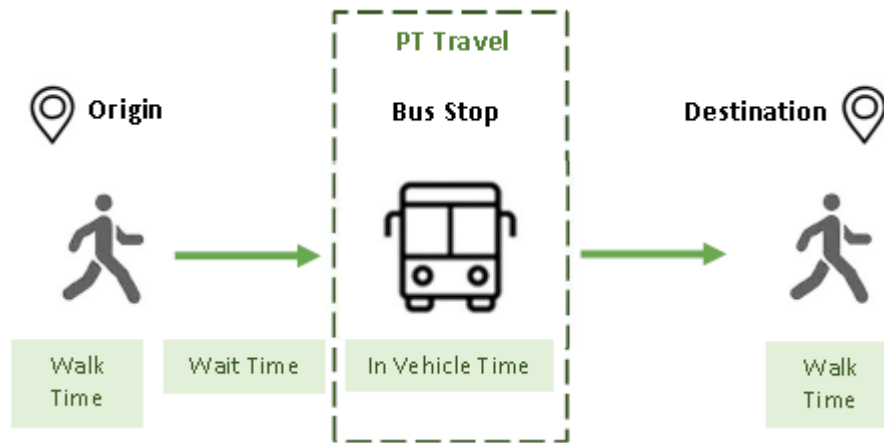 PT Travel
Origin
Bus Stop
Destination
Walk
Time
Wait Time
In Vehicle Time
Walk
Time